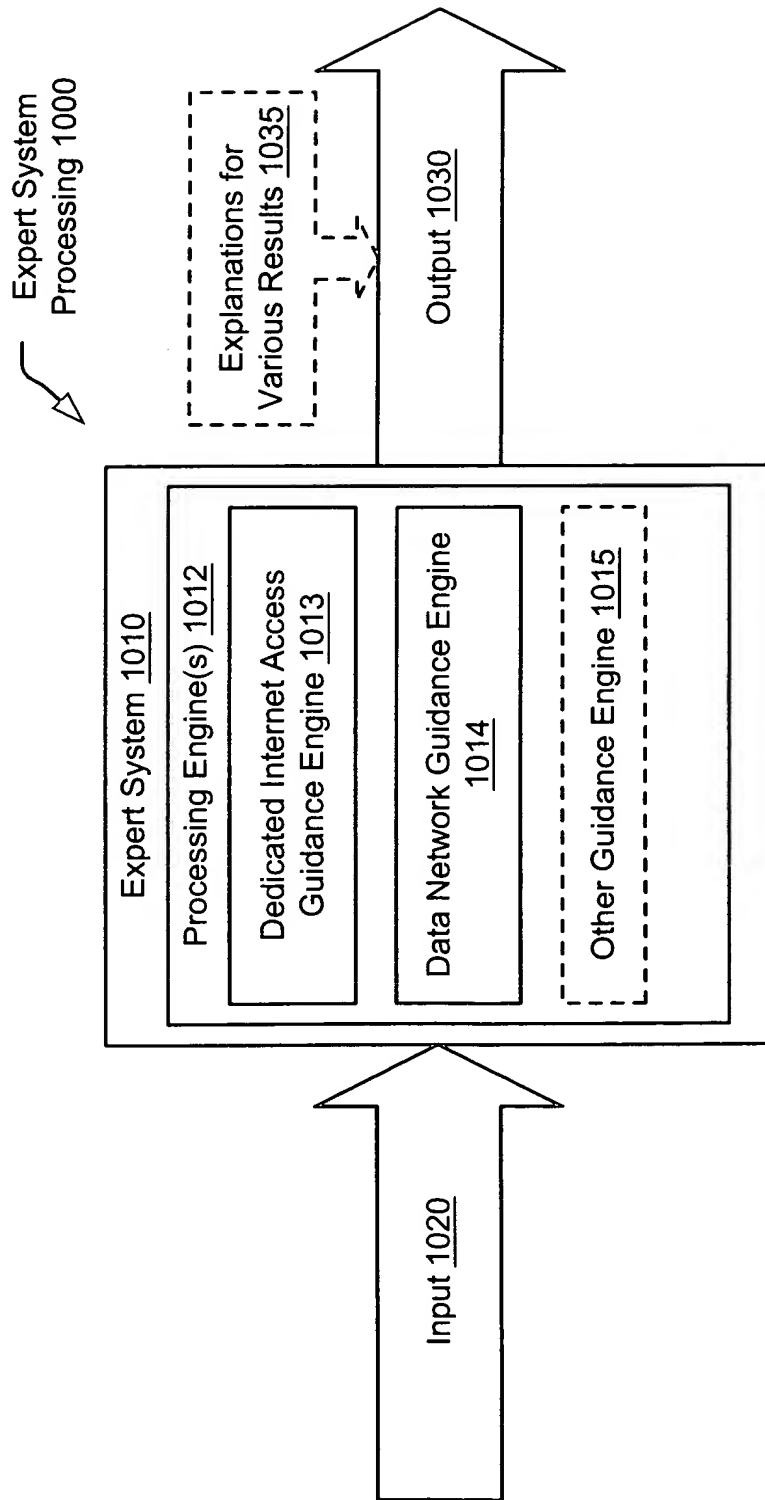 Expert System
Processing 1000
Expert System 1010
Processing Engine(s) 1012
Dedicated Internet Access
Guidance Engine 1013
Data Network Guidance Engine
1014
Other Guidance Engine 1015
Input 1020
Explanations for
Various Results 1035
Output 1030